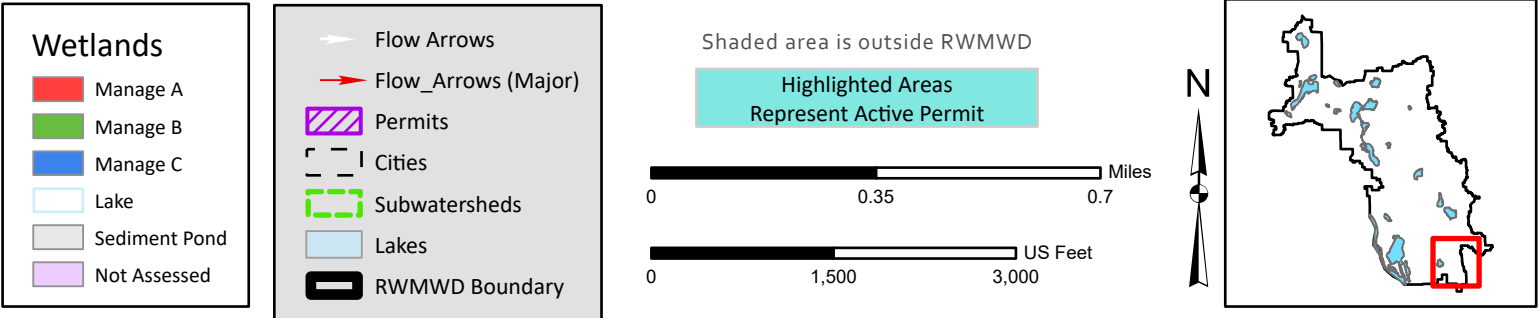 Wetlands
Manage A
Manage B
Manage C
Lake
Sediment Pond
Not Assessed
Flow Arrows
Flow_Arrows (Major)
Permits
Cities
Subwatersheds
Lakes
RWMWD Boundary
Shaded area is outside RWMWD
Highlighted Areas
Represent Active Permit
Miles
0 0.35 0.7
US Feet
0 1,500 3,000
N